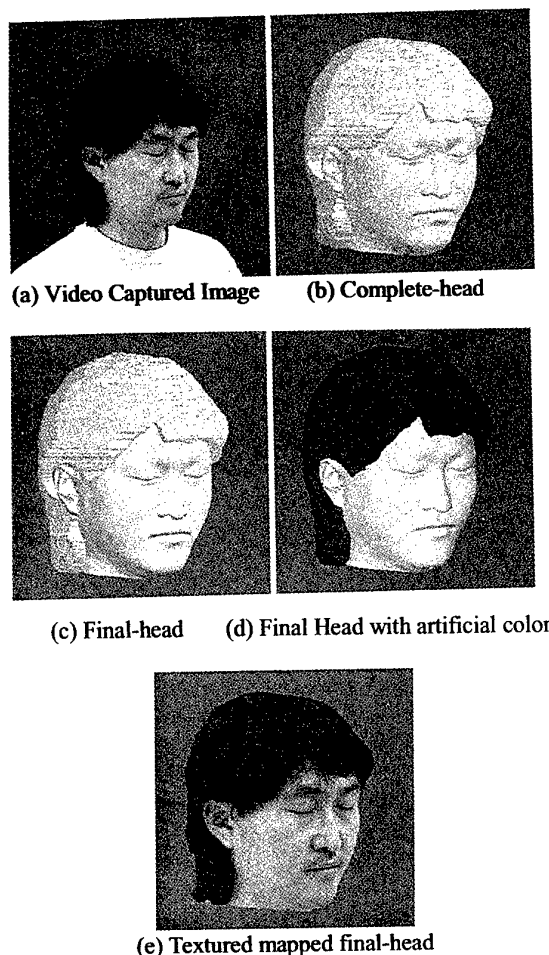 (a) Video Captured Image
(b) Complete-head
(c) Final-head
(d) Final Head with artificial color
(e) Textured mapped final-head